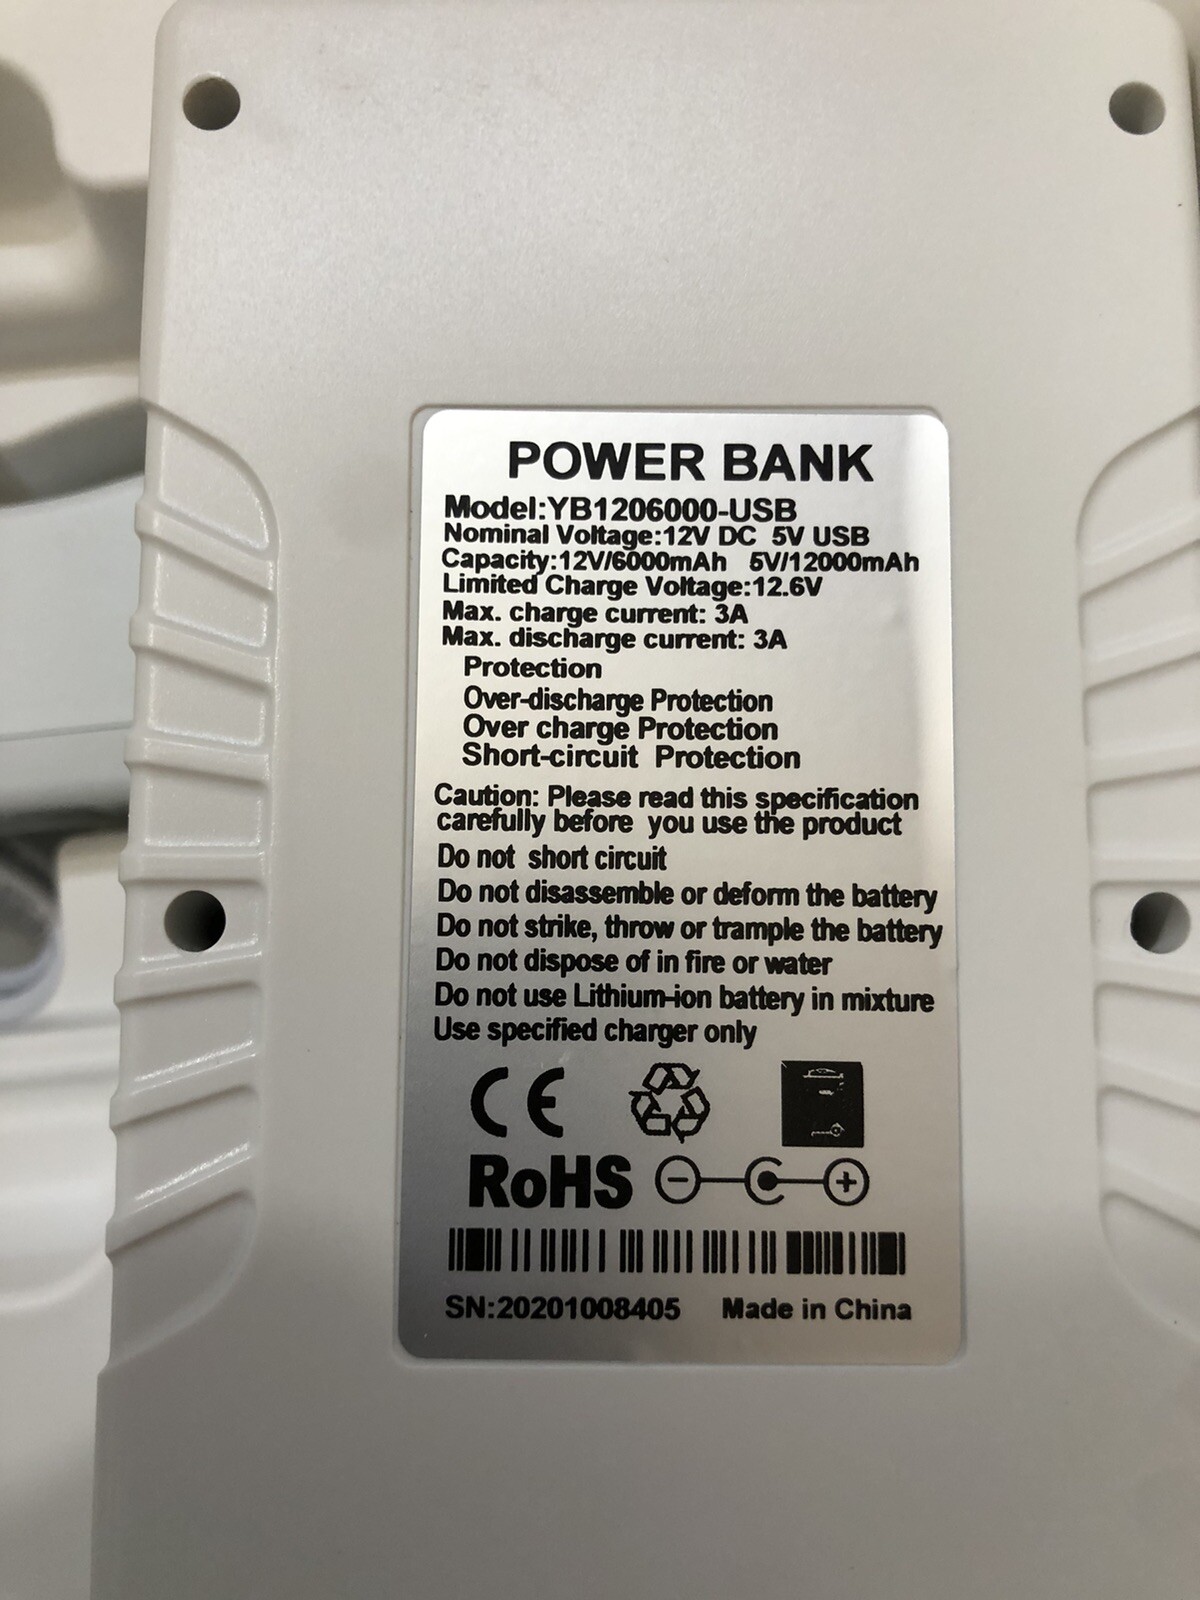 POWER BANK
Model:YB1206000-USB
Nominal Voltage:12V DC 5V USB
Capacity:12V/6000mAh 5V/12000mAh
Limited Charge Voltage:12.6V
Max. charge current: 3A
Max. discharge current: 3A
Protection
Over-discharge Protection
Over charge Protection
Short-circuit Protection
Caution: Please read this specification
carefully before you use the product
Do not short circuit
Do not disassemble or deform the battery
Do not strike, throw or trample the battery
Do not dispose of in fire or water
Do not use Lithium-ion battery in mixture
Use specified charger only
CE
RoHS
SN:20201008405 Made in China